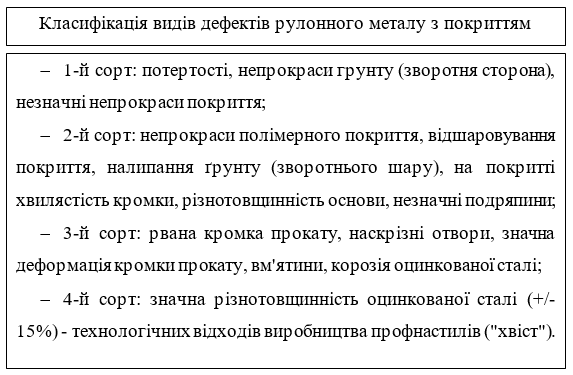 Класифікація видів дефектів рулонного металу з покриттям
– 1-й сорт: потертості, непрокраси грунту (зворотня сторона),
незначні непрокраси покриття;
– 2-й сорт: непрокраси полімерного покриття, відшаровування
покриття, налипання ґрунту (зворотнього шару), на покритті
хвилястість кромки, різнотовщинність основи, незначні подряпини;
– 3-й сорт: рвана кромка прокату, наскрізні отвори, значна
деформація кромки прокату, вм'ятини, корозія оцинкованої сталі;
– 4-й сорт: значна різнотовщинність оцинкованої сталі (+/-
15%) - технологічних відходів виробництва профнастилів ("хвіст").